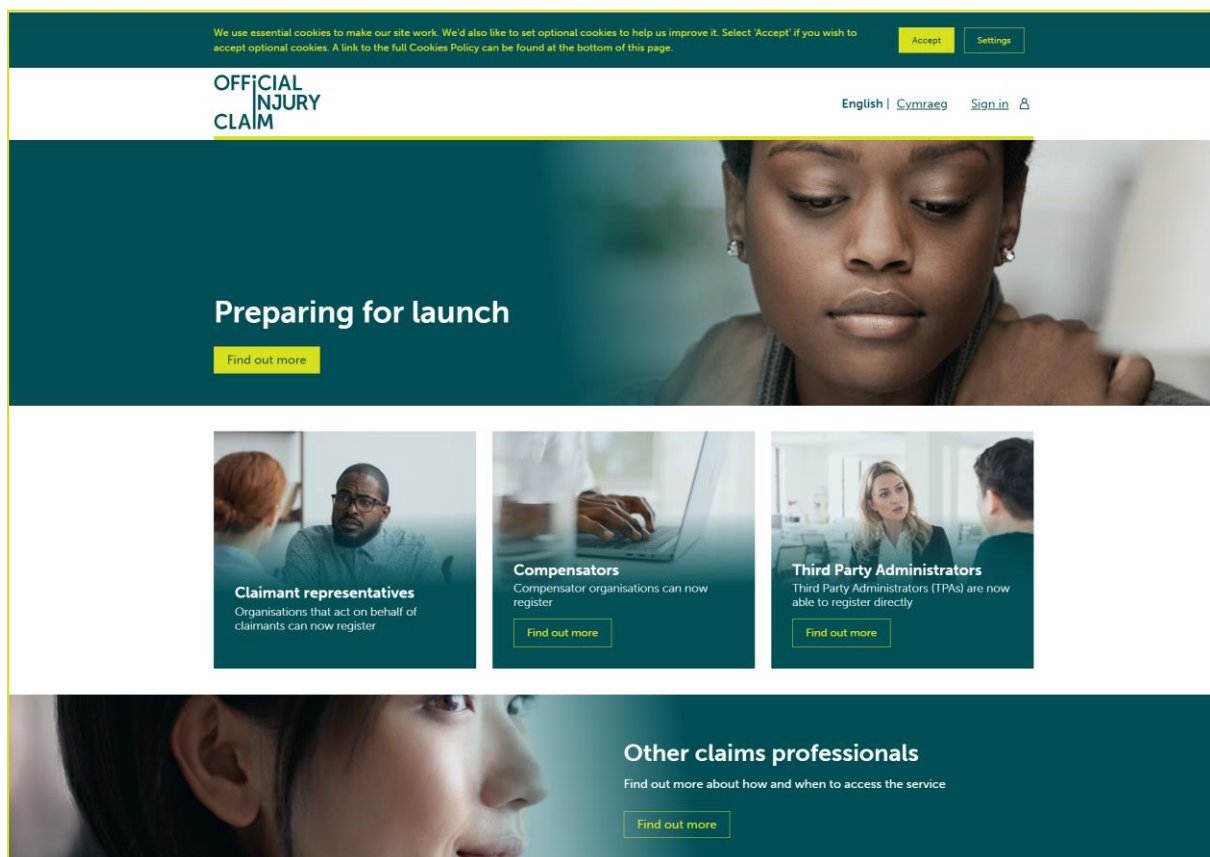 We use essential cookies to make our site work. We'd also like to set optional cookies to help us improve it. Select 'Accept' if you wish to
accept optional cookies. A link to the full Cookies Policy can be found at the bottom of this page.
Accept
Settings
OFFICIAL
INJURY
CLAIM
English | Cymraeg
Sign in
Preparing for launch
Find out more
Claimant representatives
Organisations that act on behalf of
claimants can now register
Compensators
Compensator organisations can now
register
Find out more
Third Party Administrators
Third Party Administrators (TPAs) are now
able to register directly
Find out more
Other claims professionals
Find out more about how and when to access the service
Find out more